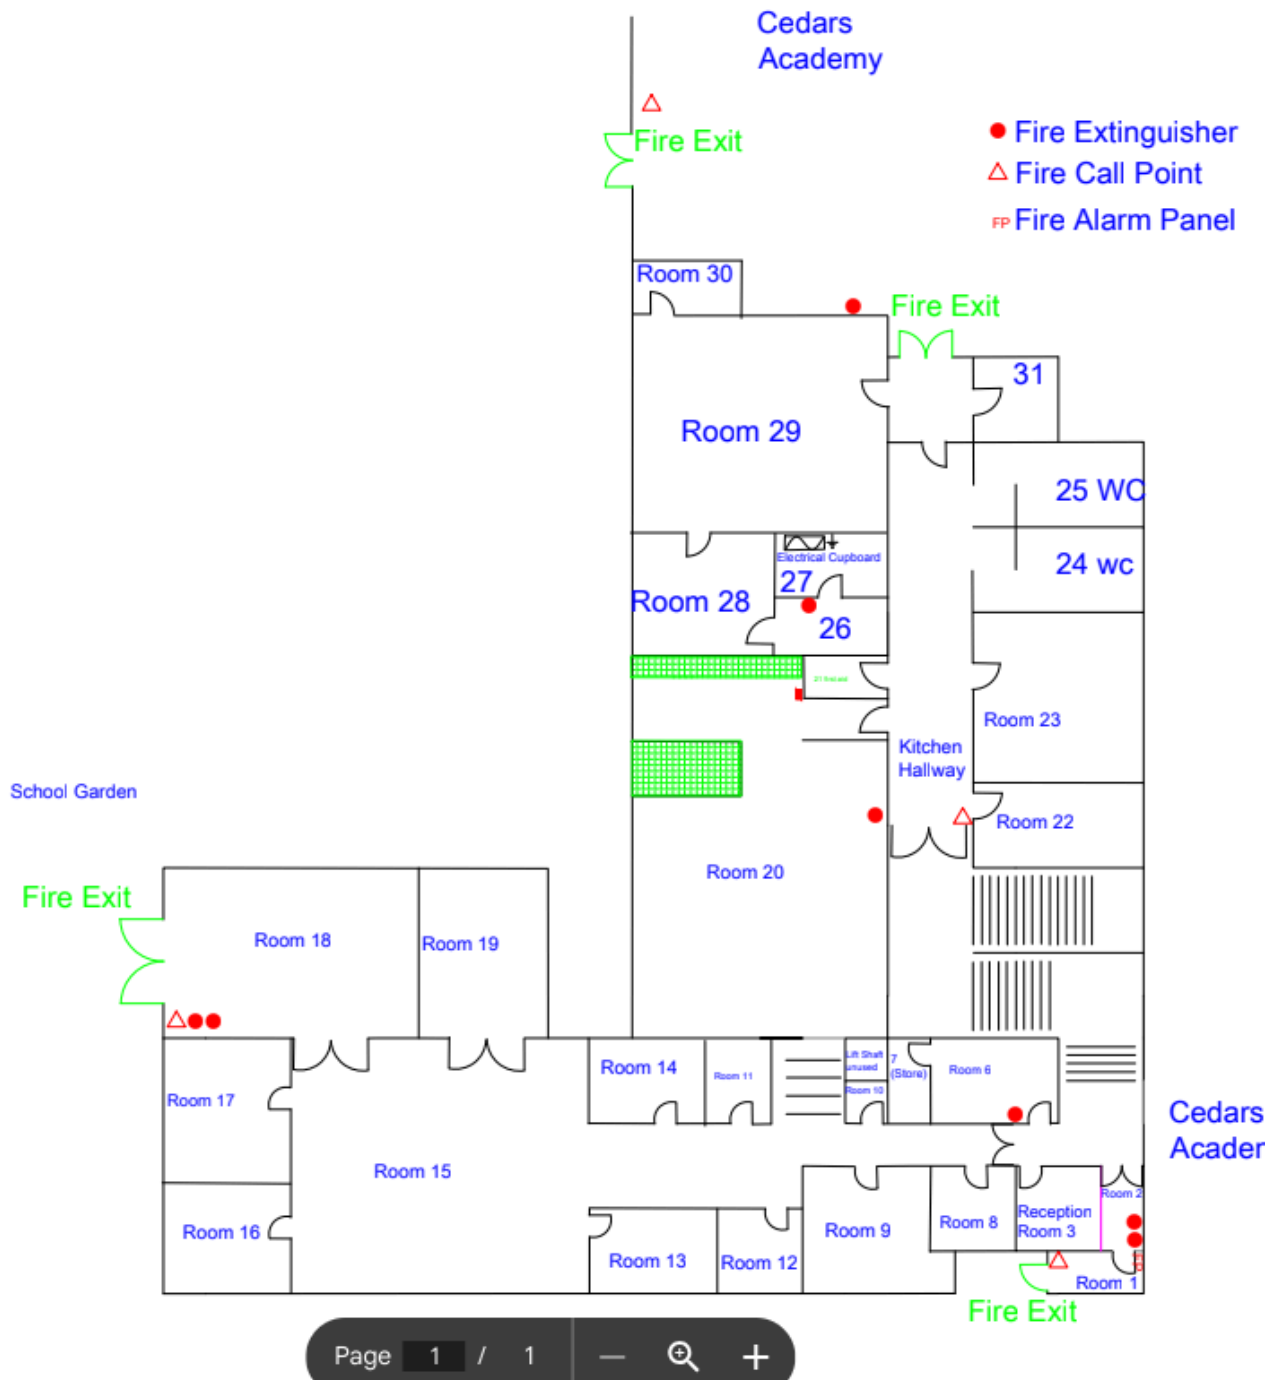 Cedars
Academy
Fire Extinguisher
Fire Call Point
FP Fire Alarm Panel
Fire Exit
Room 30
Fire Exit
31
Room 29
25 WC
24 wc
Electrical Cupboard
27
Room 28
26
Room 23
Kitchen
Hallway
School Garden
Room 22
Room 20
Fire Exit
Room 18
Room 19
Room 14
Room 11
Lift Shaft
unused
Room 10
7
(Store)
Room 6
Room 17
Cedars
Acader
Room 15
Room 16
Room 13
Room 12
Room 9
Room 8
Reception
Room 3
Room 2
Room 1
Fire Exit
Page 1 / 1